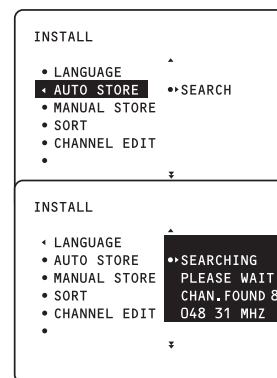 INSTALL
• LANGUAGE
◂ AUTO STORE •▸SEARCH
• MANUAL STORE
• SORT
• CHANNEL EDIT
•
INSTALL
◂ LANGUAGE
• AUTO STORE •▸SEARCHING
• MANUAL STORE PLEASE WAIT
• SORT CHAN.FOUND 8
• CHANNEL EDIT 048 31 MHZ
•